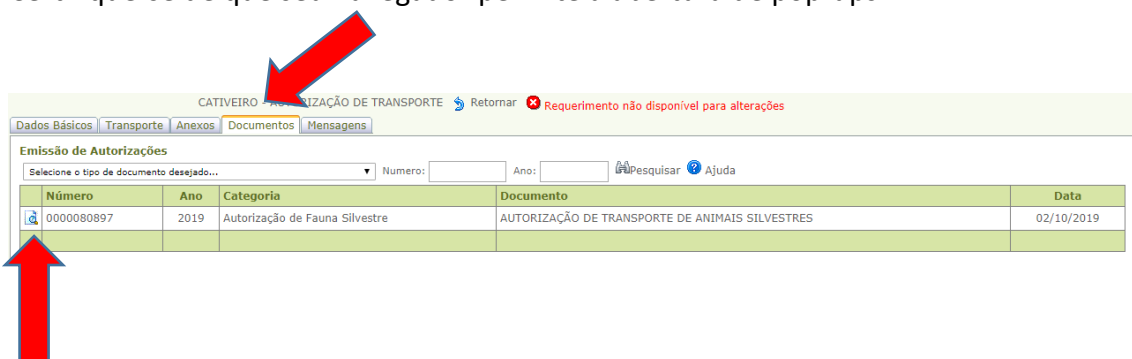 CATIVEIRO - AUTORIZAÇÃO DE TRANSPORTE Retornar Requerimento não disponível para alterações
Dados Básicos Transporte Anexos Documentos Mensagens
Emissão de Autorizações
Selecione o tipo de documento desejado... Numero: Ano: Pesquisar Ajuda
Número Ano Categoria Documento Data
0000080897 2019 Autorização de Fauna Silvestre AUTORIZAÇÃO DE TRANSPORTE DE ANIMAIS SILVESTRES 02/10/2019